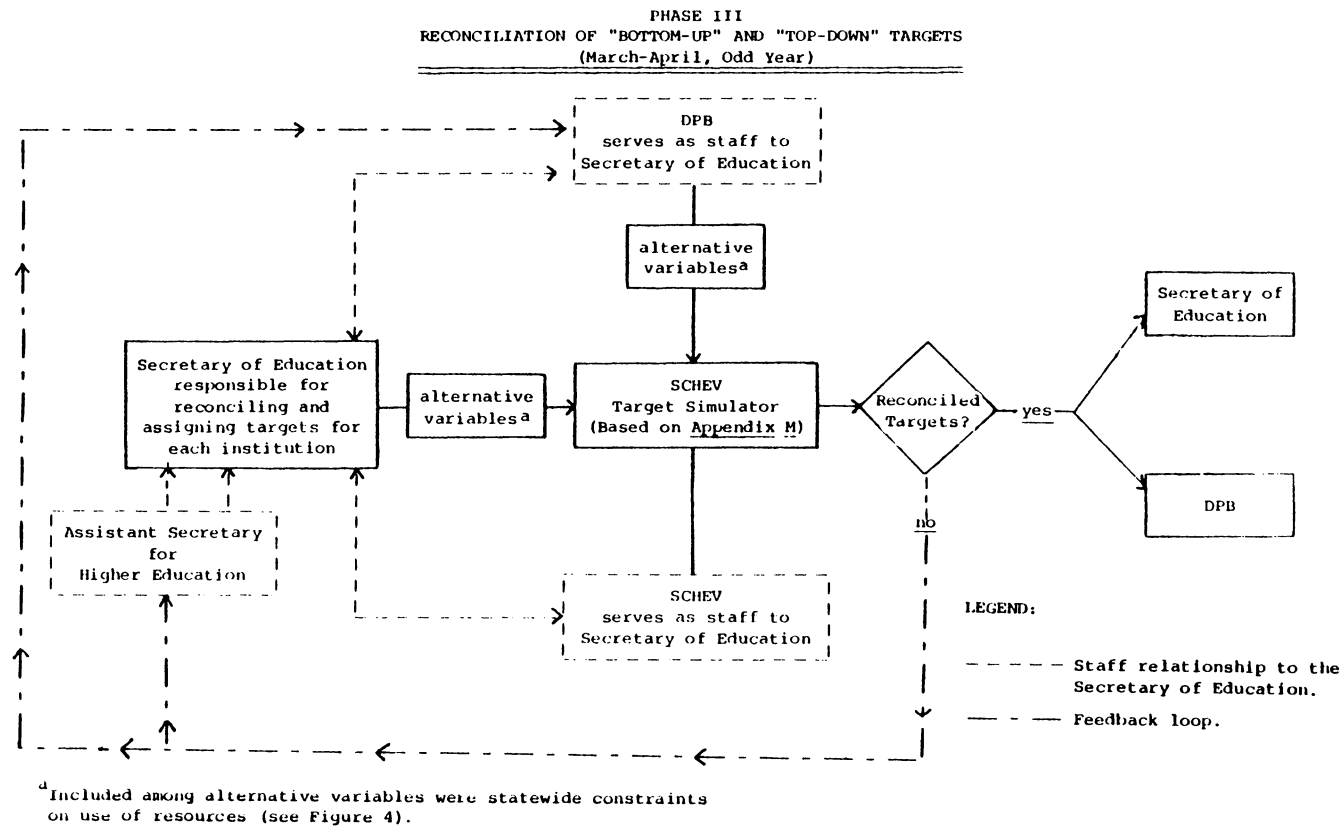 PHASE III
RECONCILIATION OF "BOTTOM-UP" AND "TOP-DOWN" TARGETS
(March-April, Odd Year)
DPB
serves as staff to
Secretary of Education
alternative
variablesa
Secretary of
Education
Secretary of Education
responsible for
reconciling and
assigning targets for
each institution
alternative
variablesa
SCHEV
Target Simulator
(Based on Appendix M)
Reconciled
Targets?
yes
no
DPB
Assistant Secretary
for
Higher Education
SCHEV
serves as staff to
Secretary of Education
LEGEND:
Staff relationship to the
Secretary of Education.
Feedback loop.
aIncluded among alternative variables were statewide constraints
on use of resources (see Figure 4).